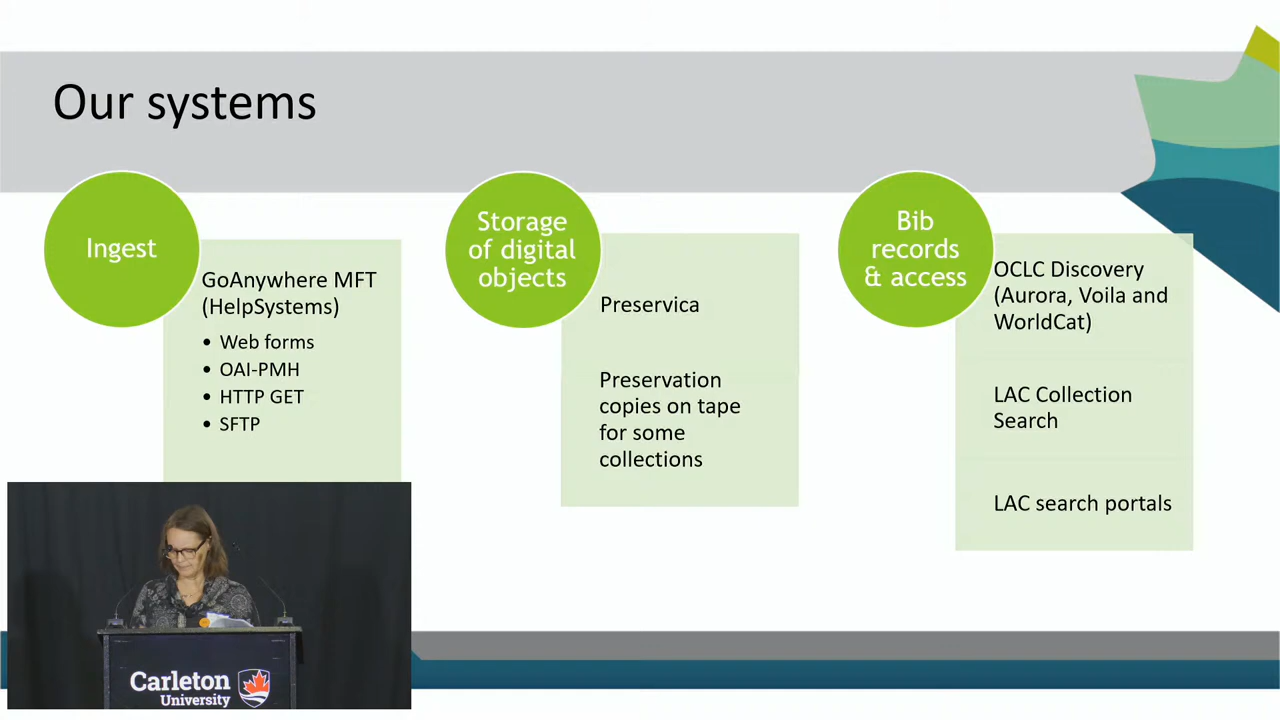 Our systems
Ingest
GoAnywhere MFT
(HelpSystems)
• Web forms
• OAI-PMH
• HTTP GET
• SFTP
Storage
of digital
objects
Preservica
Preservation
copies on tape
for some
collections
Bib
records
& access
OCLC Discovery
(Aurora, Voila and
WorldCat)
LAC Collection
Search
LAC search portals
Carleton
University